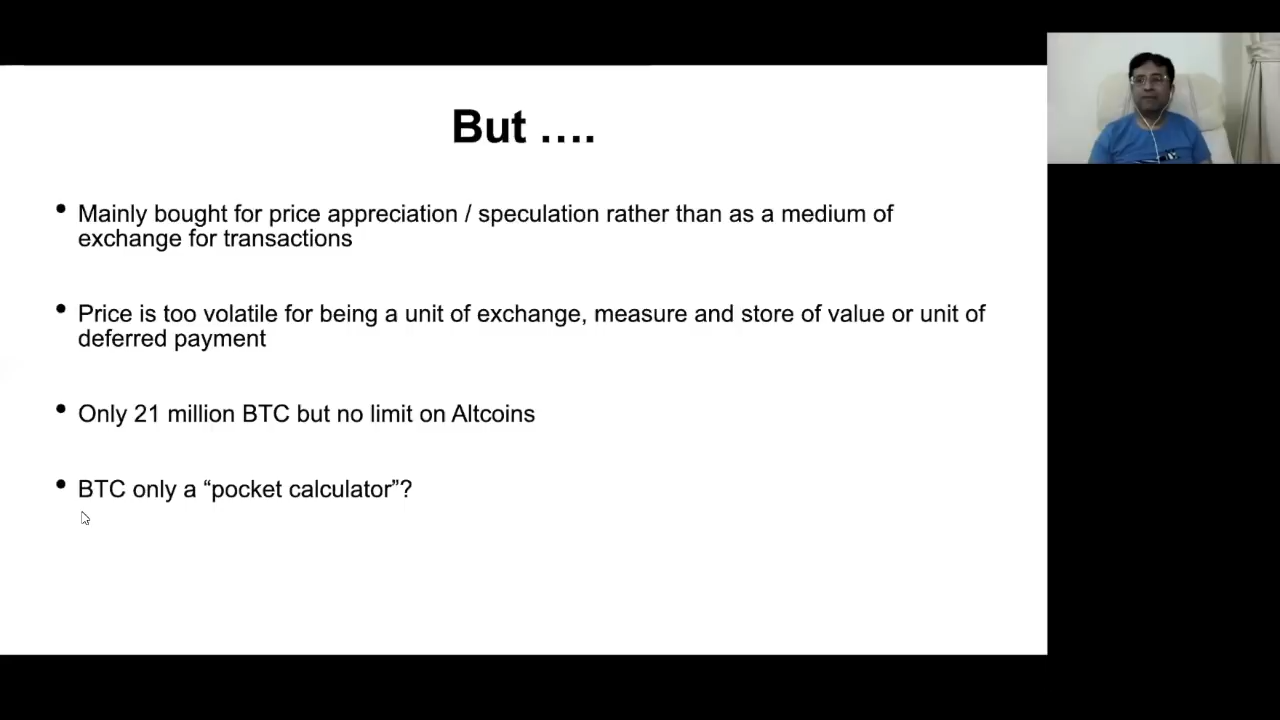 But ….
• Mainly bought for price appreciation / speculation rather than as a medium of
exchange for transactions
• Price is too volatile for being a unit of exchange, measure and store of value or unit of
deferred payment
• Only 21 million BTC but no limit on Altcoins
• BTC only a “pocket calculator”?